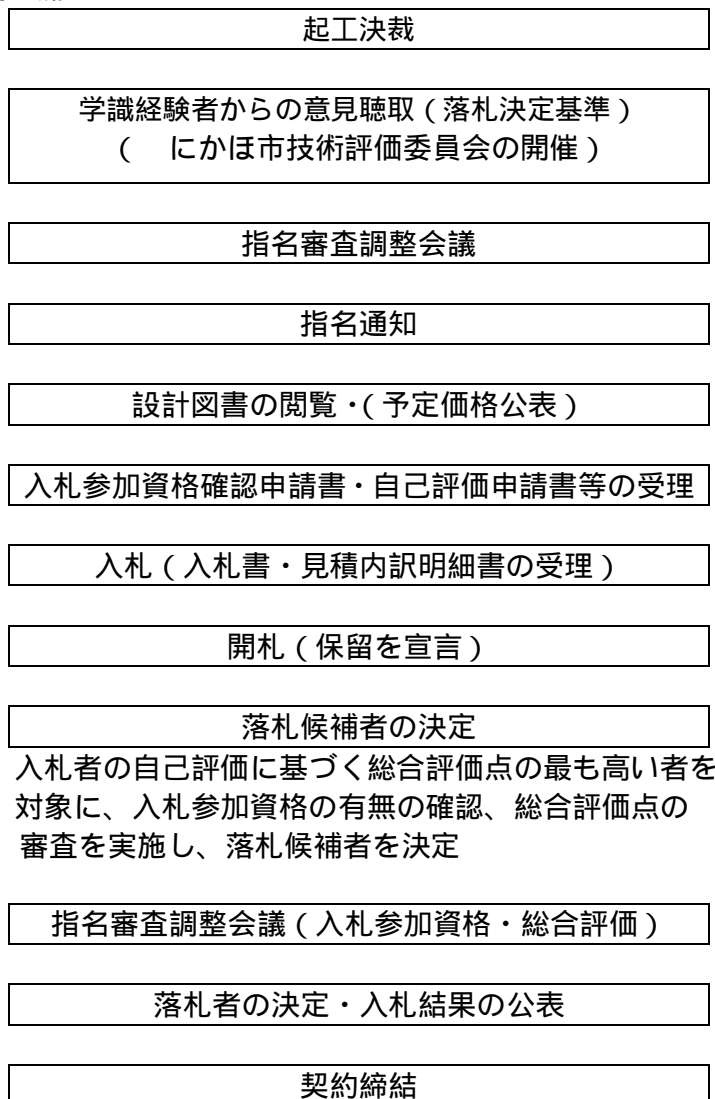 起工決裁
学識経験者からの意見聴取(落札決定基準)
( にかほ市技術評価委員会の開催)
指名審査調整会議
指名通知
設計図書の閲覧・(予定価格公表)
入札参加資格確認申請書・自己評価申請書等の受理
入札(入札書・見積内訳明細書の受理)
開札(保留を宣言)
落札候補者の決定
入札者の自己評価に基づく総合評価点の最も高い者を
対象に、入札参加資格の有無の確認、総合評価点の
審査を実施し、落札候補者を決定
指名審査調整会議(入札参加資格・総合評価)
落札者の決定・入札結果の公表
契約締結